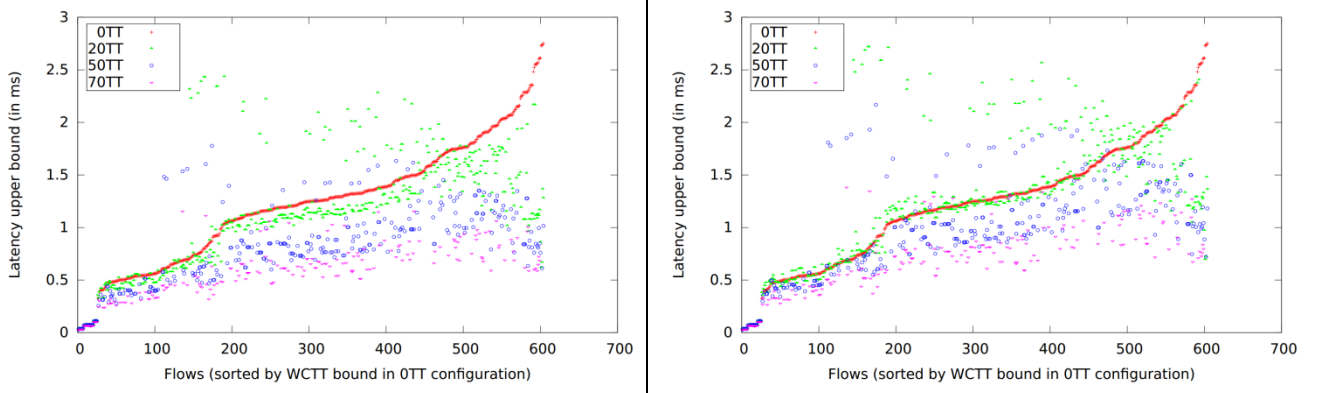 3
2.5
2
1.5
1
0.5
0
0TT
20TT
50TT
70TT
Latency upper bound (in ms)
0 100 200 300 400 500 600 700
Flows (sorted by WCTT bound in 0TT configuration)
3
2.5
2
1.5
1
0.5
0
0TT
20TT
50TT
70TT
Latency upper bound (in ms)
0 100 200 300 400 500 600 700
Flows (sorted by WCTT bound in 0TT configuration)